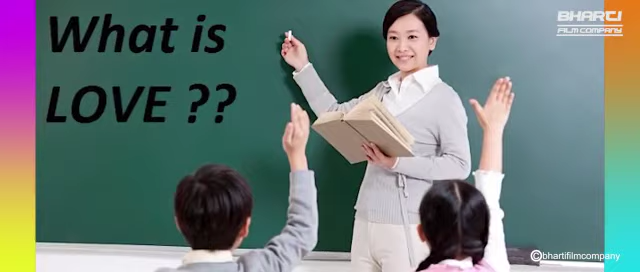 What is
LOVE ??
BHARTI
FILM COMPANY
©bhartifilmcompany